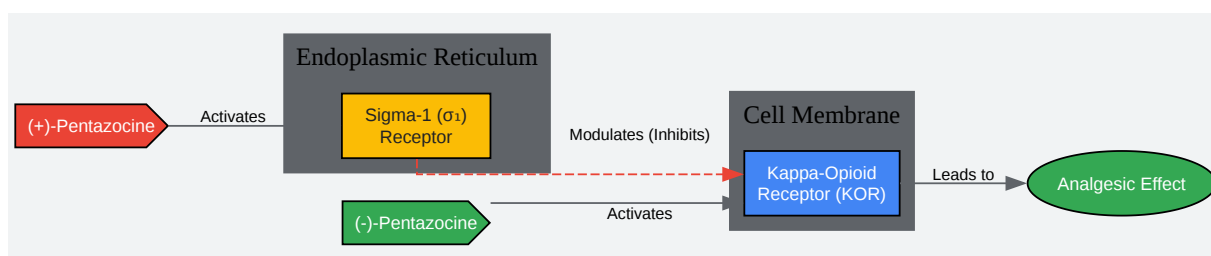 (+)-Pentazocine
Activates
Endoplasmic Reticulum
Sigma-1 (σ₁)
Receptor
Modulates (Inhibits)
(-)-Pentazocine
Activates
Cell Membrane
Kappa-Opioid
Receptor (KOR)
Leads to
Analgesic Effect